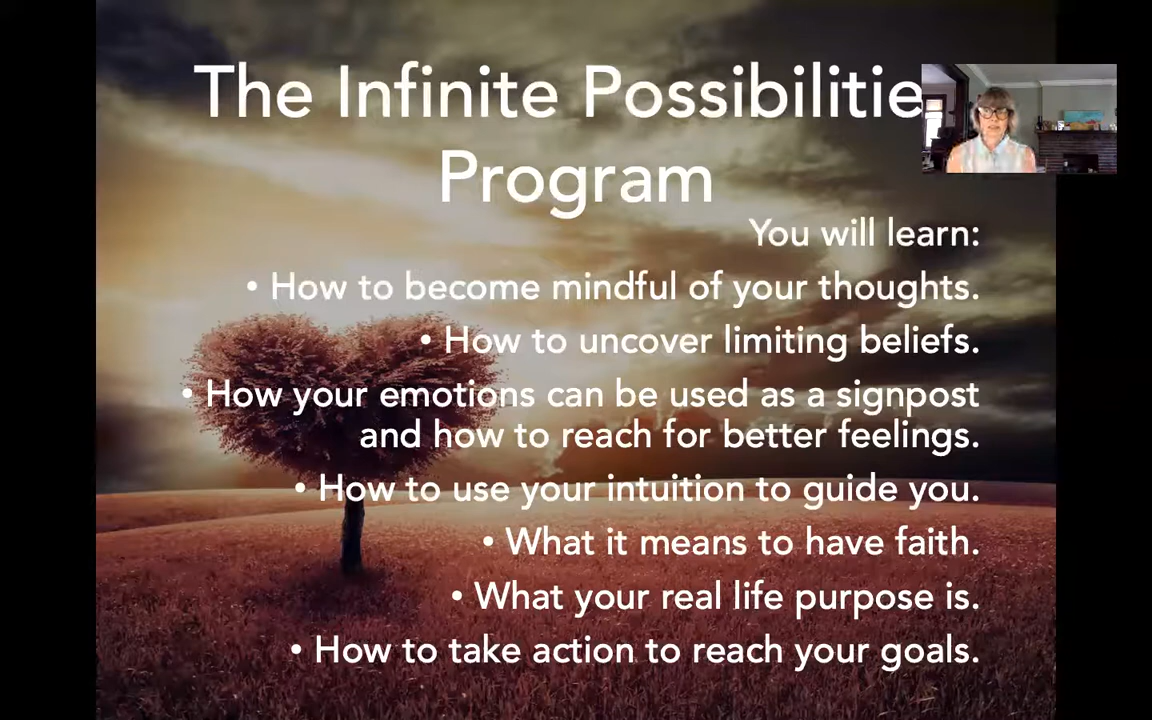 The Infinite Possibilitie
Program
You will learn:
• How to become mindful of your thoughts.
• How to uncover limiting beliefs.
• How your emotions can be used as a signpost
and how to reach for better feelings.
• How to use your intuition to guide you.
• What it means to have faith.
• What your real life purpose is.
• How to take action to reach your goals.